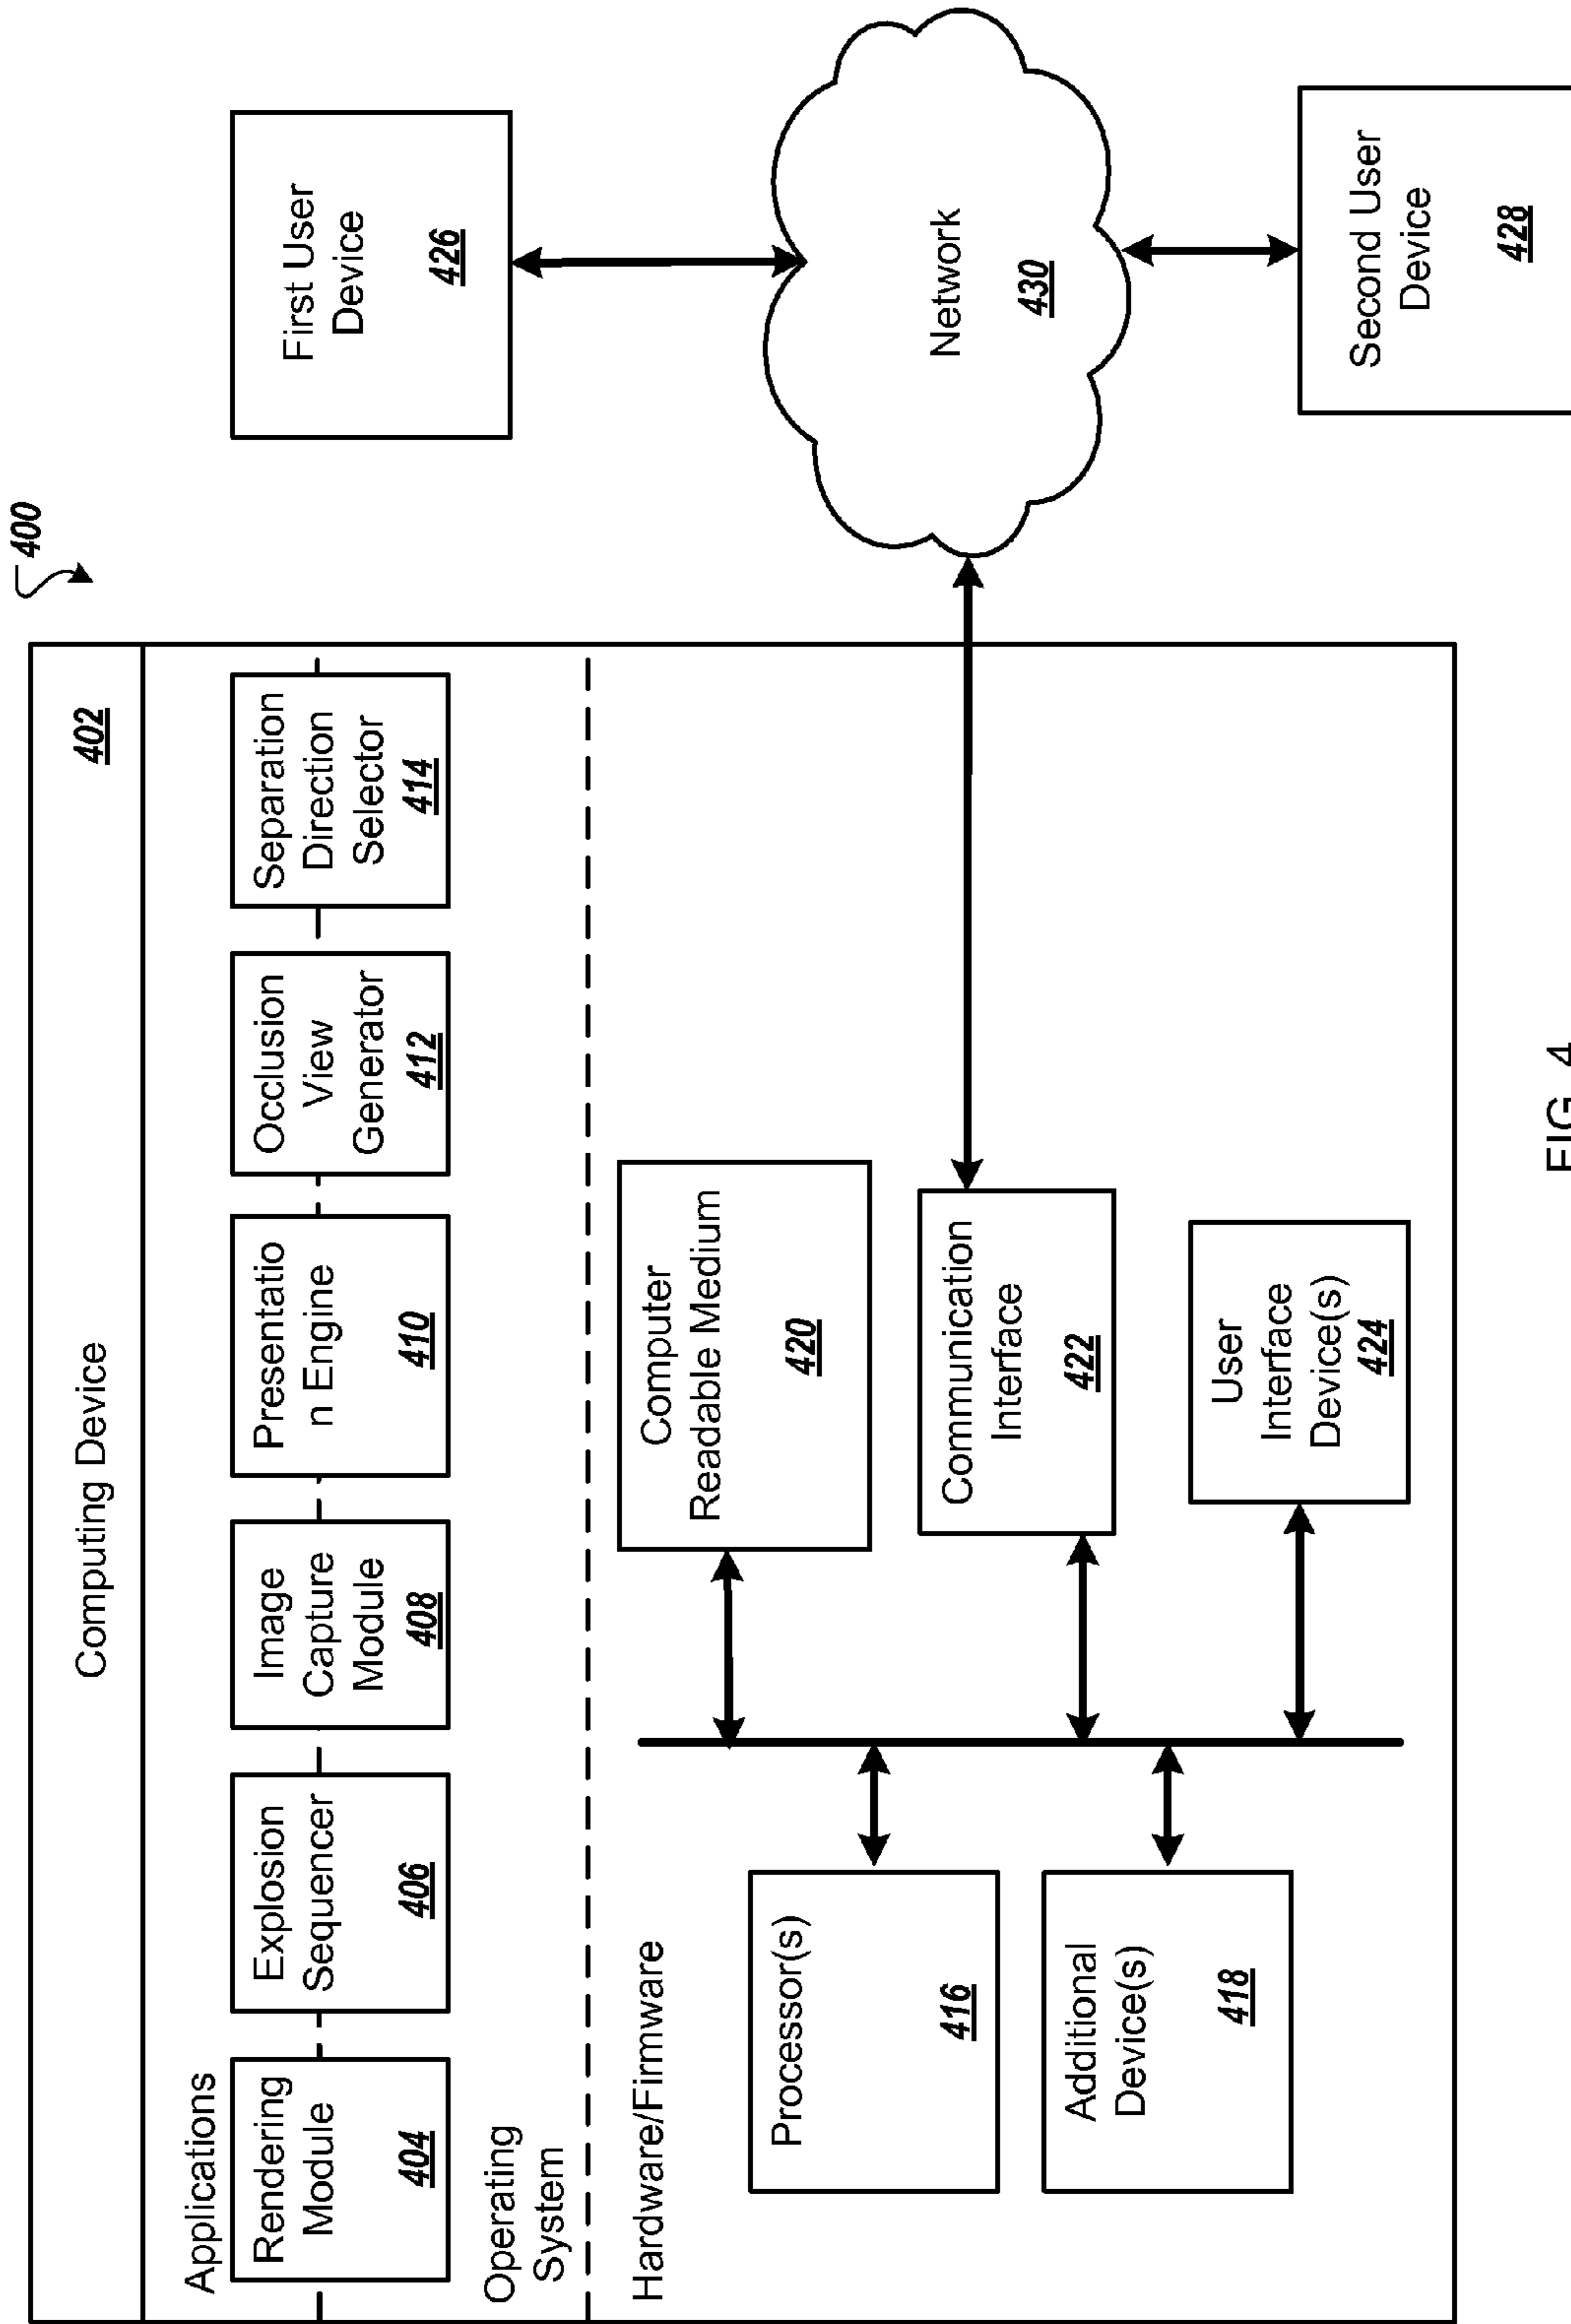 400
Computing Device
402
Applications
Rendering
Module
404
Explosion
Sequencer
406
Image
Capture
Module
408
Presentatio
n Engine
410
Occlusion
View
Generator
412
Separation
Direction
Selector
414
Operating
System
Hardware/Firmware
Processor(s)
416
Additional
Device(s)
418
Computer
Readable Medium
420
Communication
Interface
422
User
Interface
Device(s)
424
First User
Device
426
Network
430
Second User
Device
428
FIG. 4